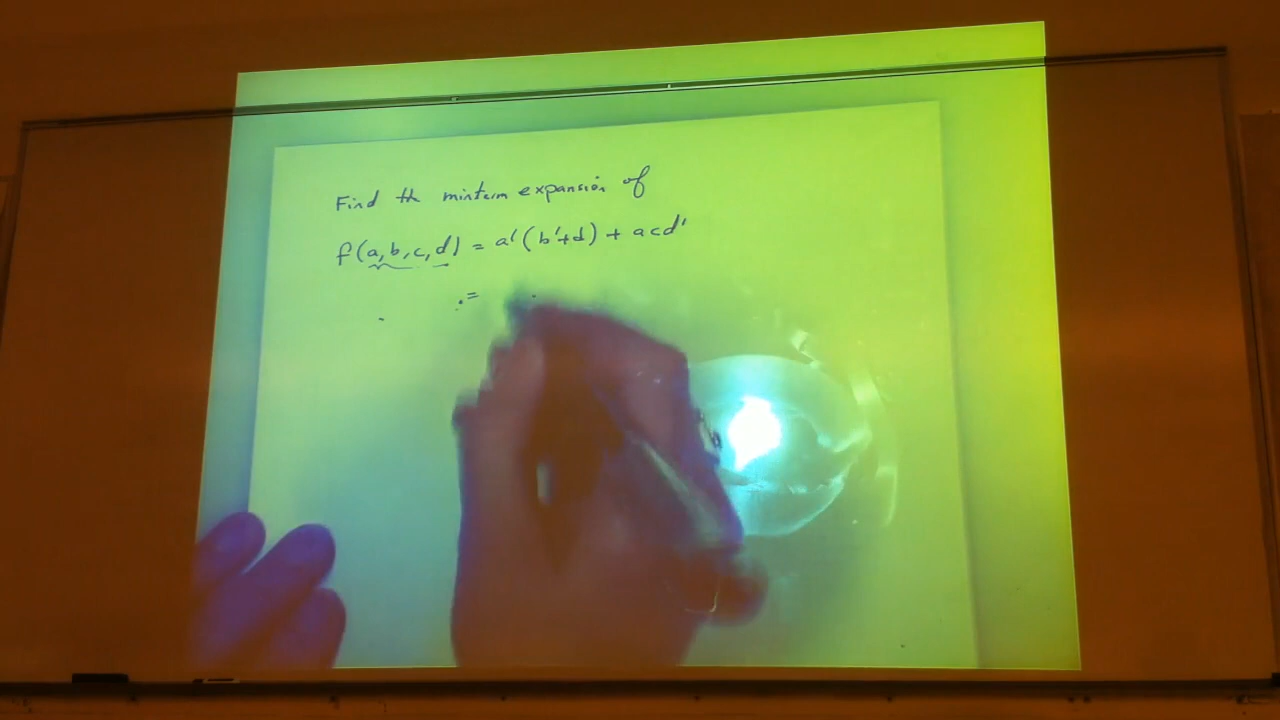 Find the minterm expansion of
f(a,b,c,d) = a'(b'+d) + acd'
=